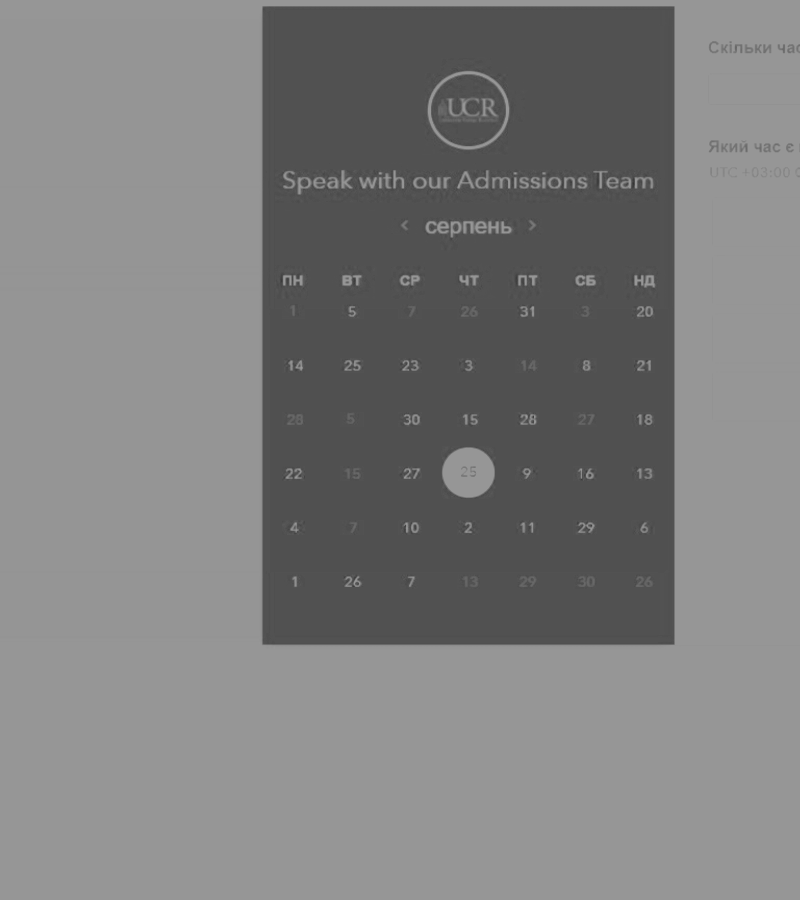 UCR
Speak with our Admissions Team
< серпень >
ПН ВТ СР ЧТ ПТ СБ НД
1 5 7 26 31 3 20
14 25 23 3 14 8 21
28 5 30 15 28 27 18
22 15 27 25 9 16 13
4 7 10 2 11 29 6
1 26 7 13 29 30 26
Скільки час
Який час є
UTC +03:00